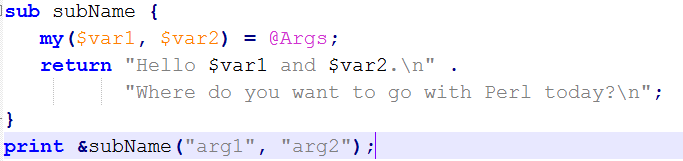 sub subName {
my($var1, $var2) = @Args;
return "Hello $var1 and $var2.\n" .
"Where do you want to go with Perl today?\n";
}
print &subName("arg1", "arg2");